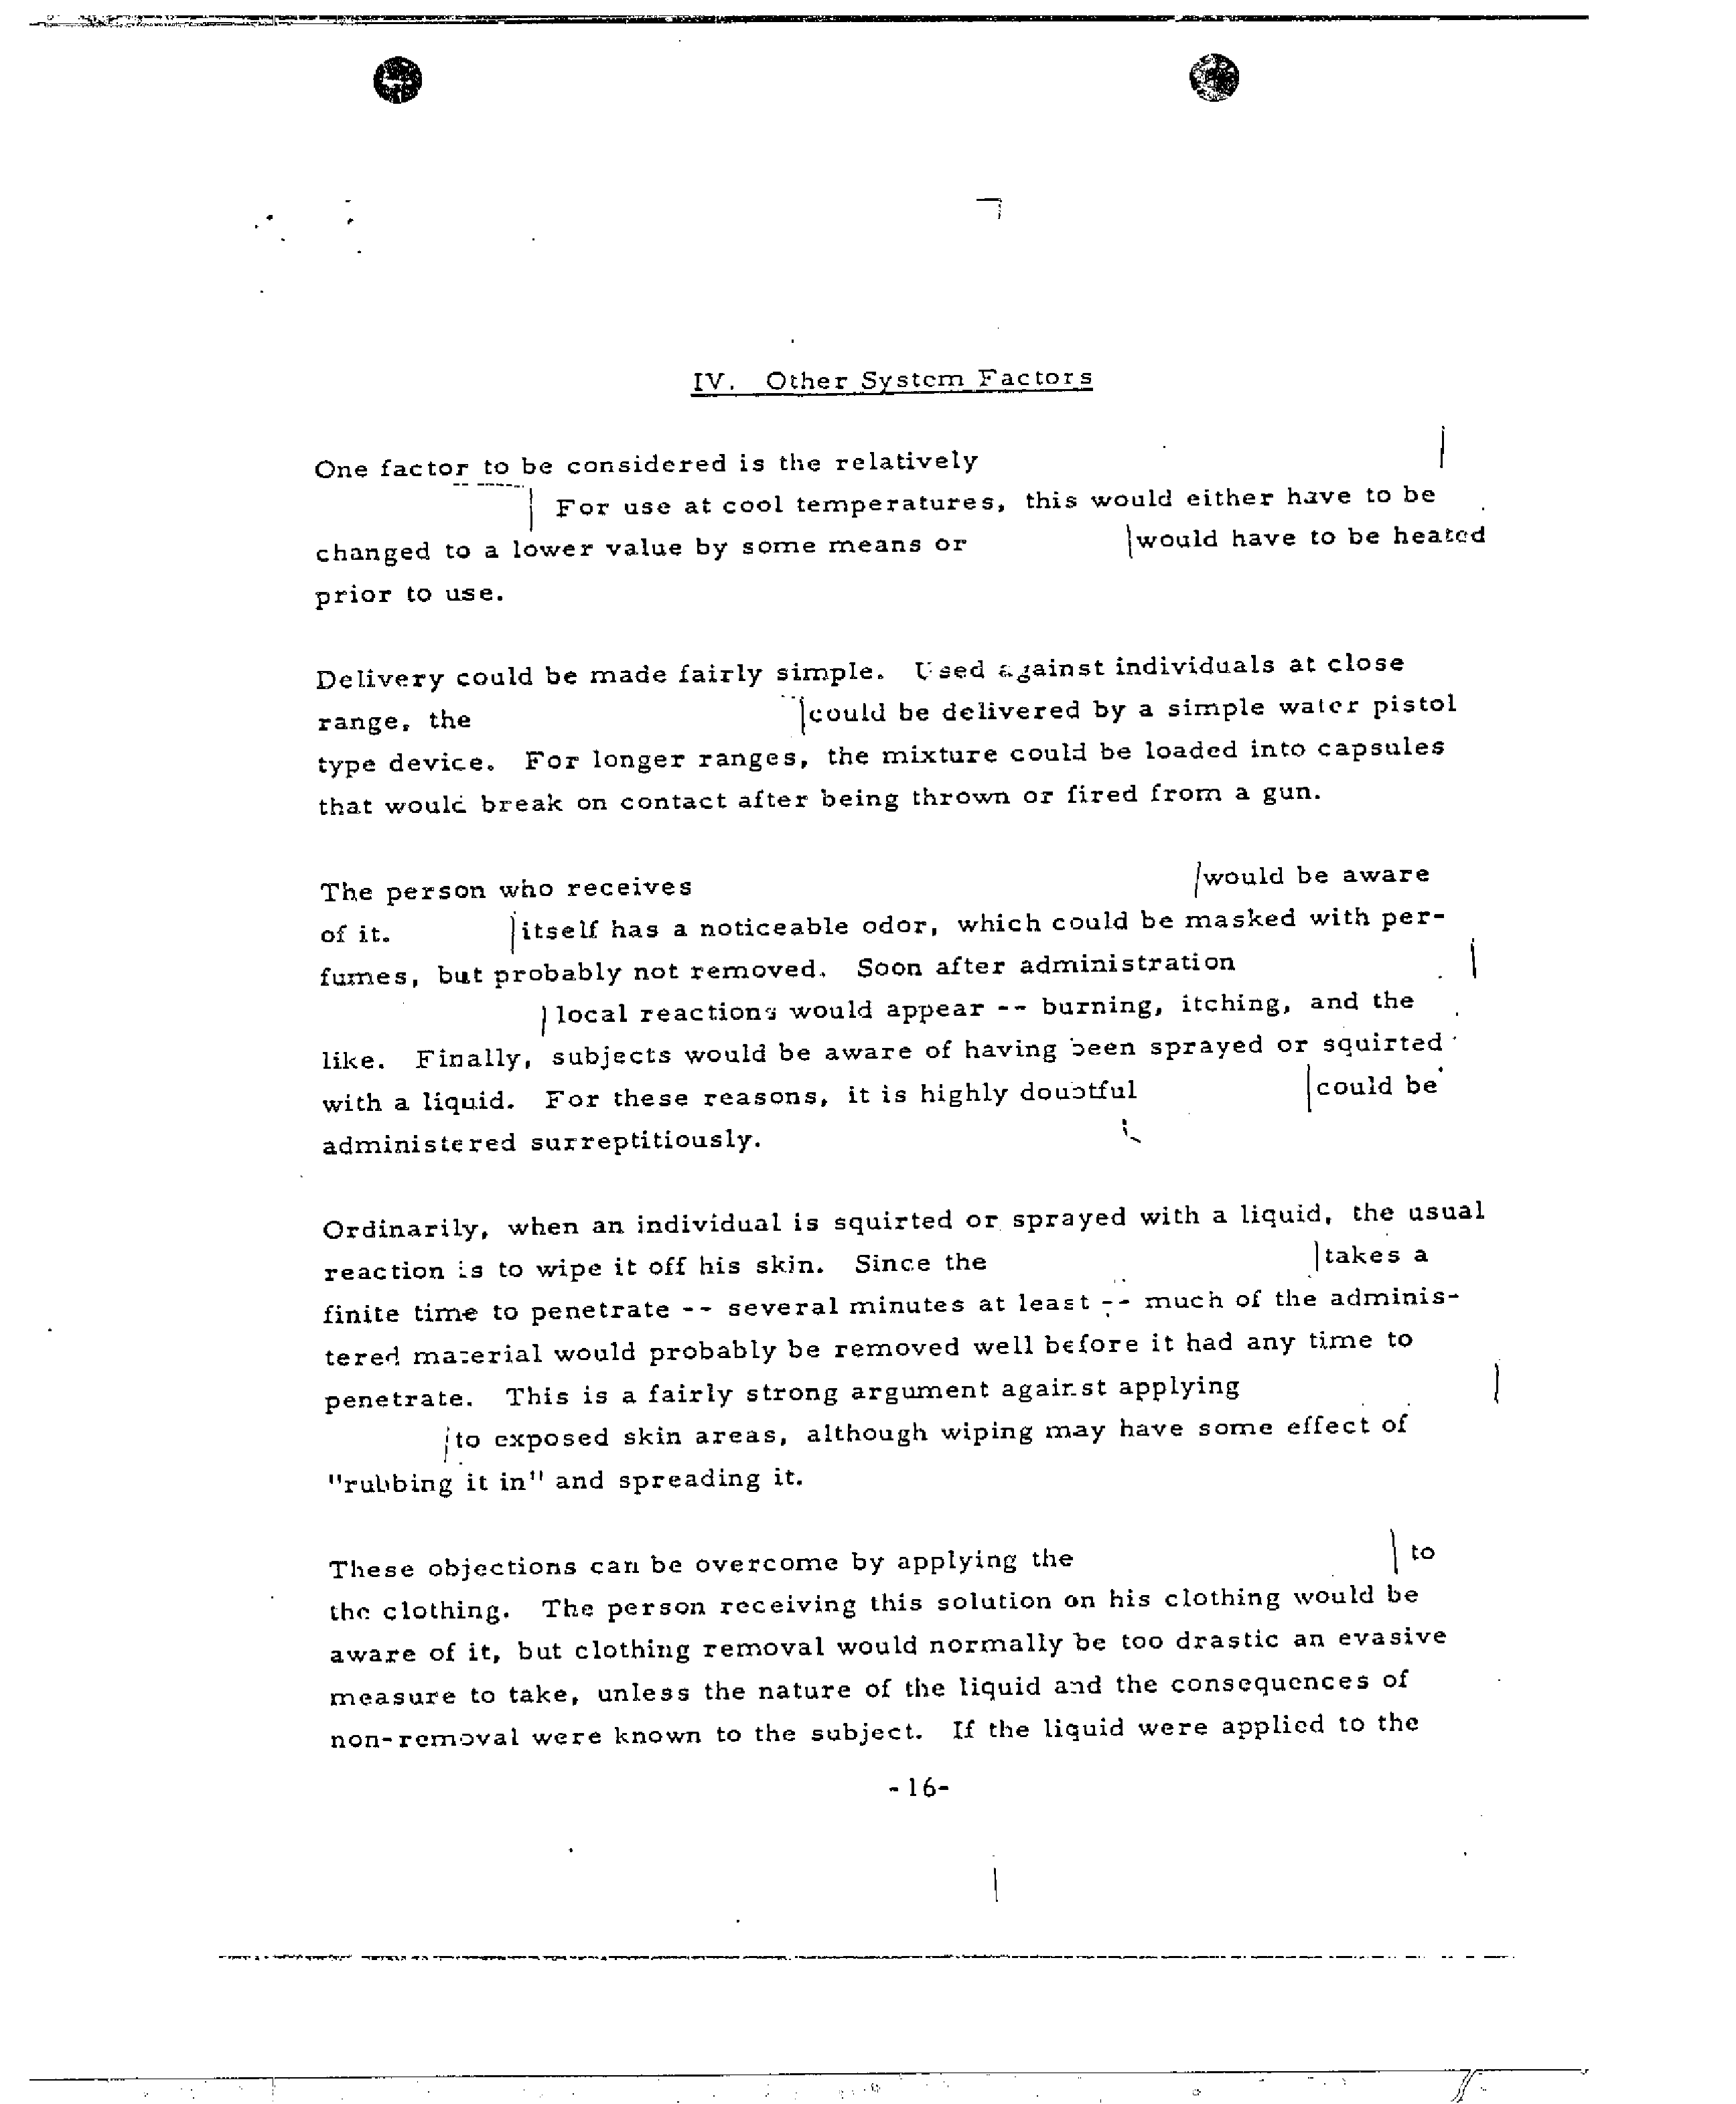 IV. Other System Factors
One factor to be considered is the relatively
For use at cool temperatures, this would either have to be
changed to a lower value by some means or would have to be heated
prior to use.
Delivery could be made fairly simple. Used against individuals at close
range, the could be delivered by a simple water pistol
type device. For longer ranges, the mixture could be loaded into capsules
that would break on contact after being thrown or fired from a gun.
The person who receives would be aware
of it. itself has a noticeable odor, which could be masked with per-
fumes, but probably not removed. Soon after administration
local reactions would appear -- burning, itching, and the
like. Finally, subjects would be aware of having been sprayed or squirted
with a liquid. For these reasons, it is highly doubtful could be
administered surreptitiously.
Ordinarily, when an individual is squirted or sprayed with a liquid, the usual
reaction is to wipe it off his skin. Since the takes a
finite time to penetrate -- several minutes at least -- much of the adminis-
tered material would probably be removed well before it had any time to
penetrate. This is a fairly strong argument against applying
to exposed skin areas, although wiping may have some effect of
"rubbing it in" and spreading it.
These objections can be overcome by applying the to
the clothing. The person receiving this solution on his clothing would be
aware of it, but clothing removal would normally be too drastic an evasive
measure to take, unless the nature of the liquid and the consequences of
non-removal were known to the subject. If the liquid were applied to the
-16-